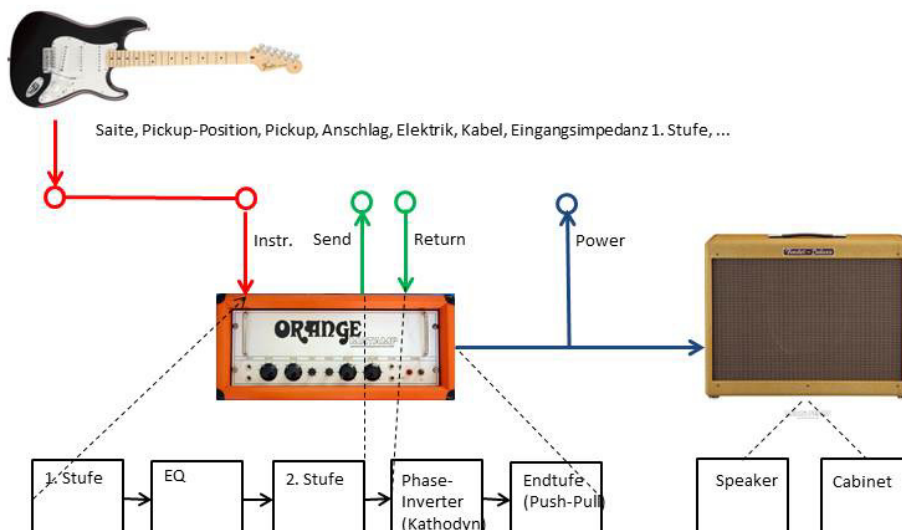 Saite, Pickup-Position, Pickup, Anschlag, Elektrik, Kabel, Eingangsimpedanz 1. Stufe, ...
Instr.
Send
Return
Power
ORANGE
1. Stufe
EQ
2. Stufe
Phase-
Inverter
(Kathodyn)
Endtufe
(Push-Pull)
Speaker
Cabinet